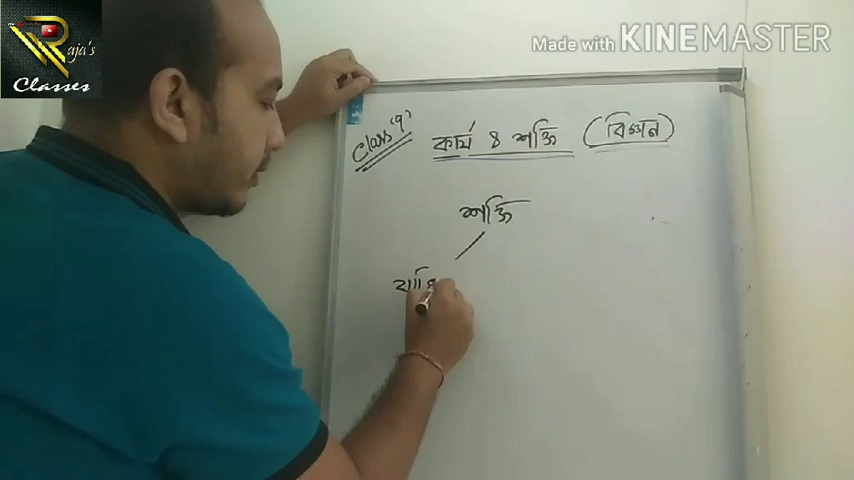 Raja's
Classes
Made with KINEMASTER
Class '9'
কার্য ও শক্তি (বিজ্ঞান)
শক্তি